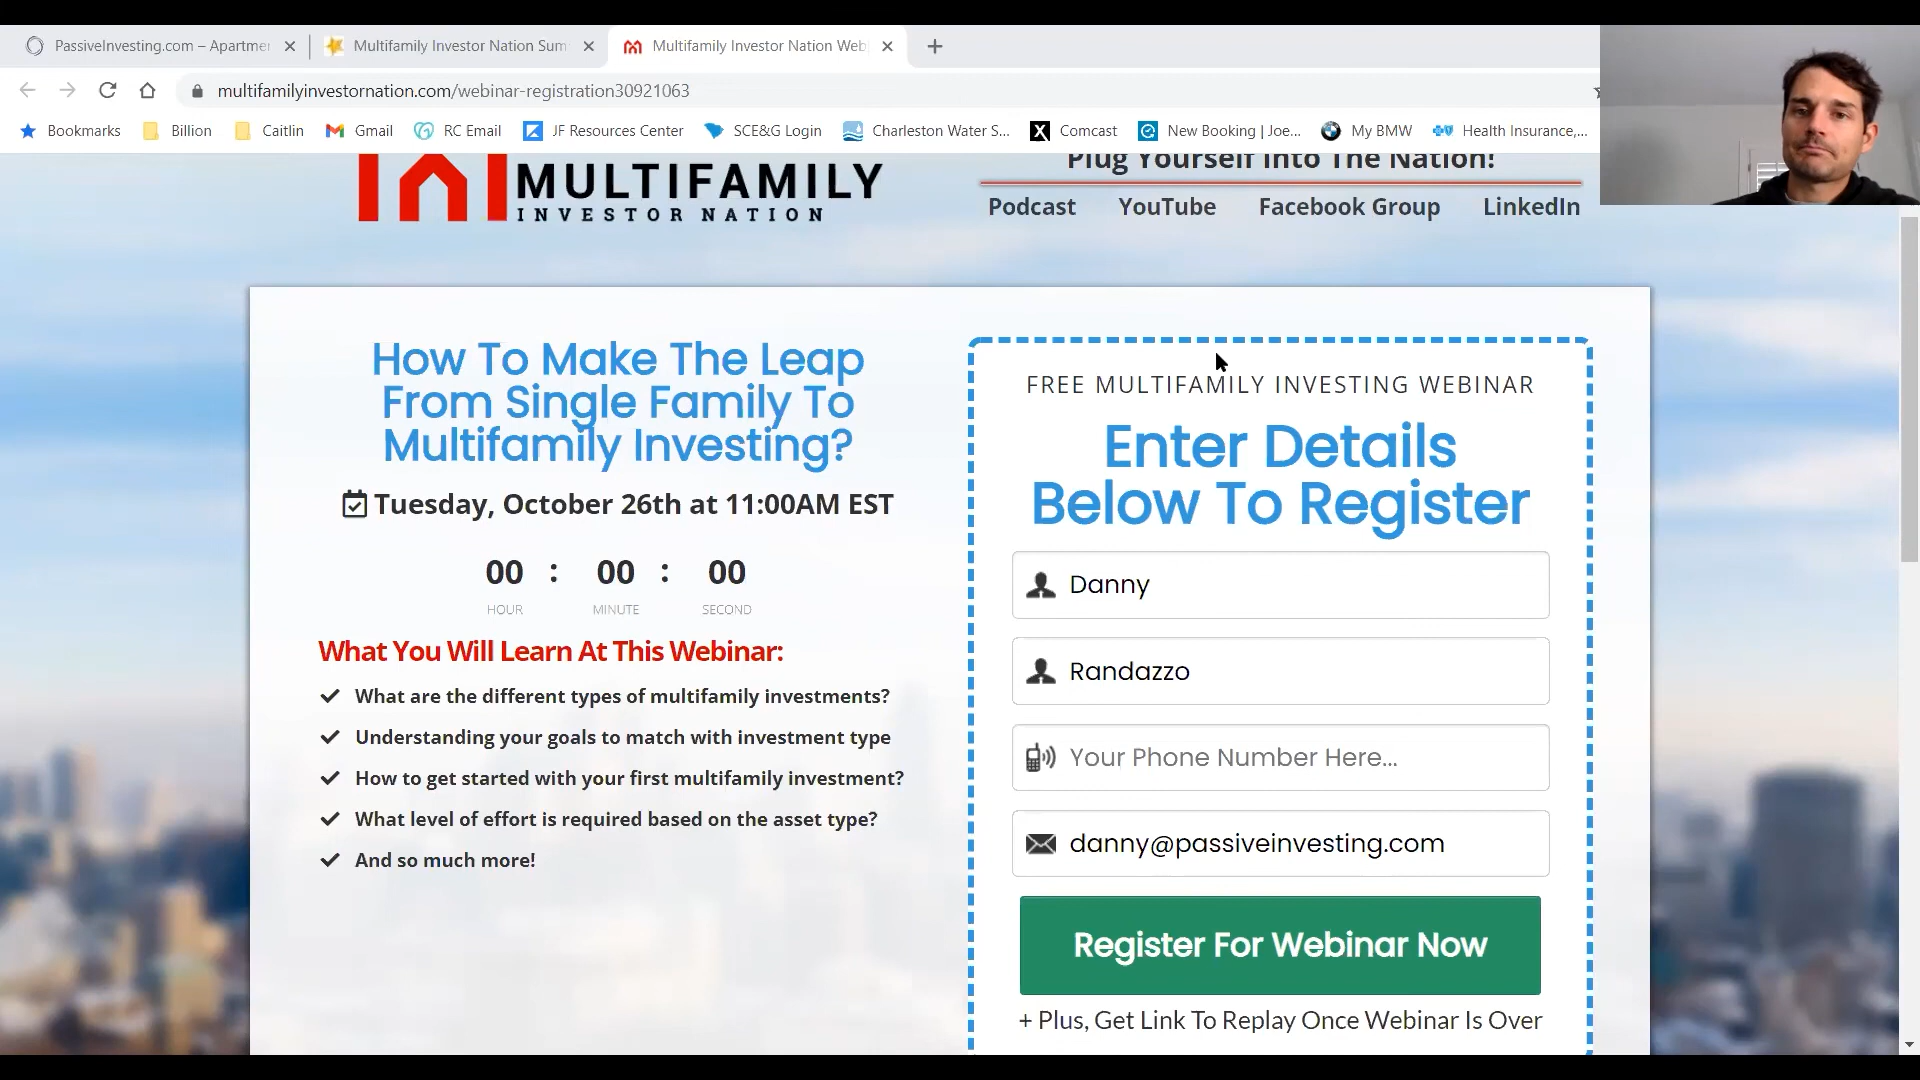 PassiveInvesting.com – Apartme
Multifamily Investor Nation Sum
Multifamily Investor Nation Web
multifamilyinvestornation.com/webinar-registration30921063
Bookmarks
Billion
Caitlin
Gmail
RC Email
JF Resources Center
SCE&G Login
Charleston Water S...
Comcast
New Booking | Joe...
My BMW
Health Insurance,...
MULTIFAMILY
INVESTOR NATION
Plug Yourself Into The Nation!
Podcast
YouTube
Facebook Group
LinkedIn
How To Make The Leap
From Single Family To
Multifamily Investing?
Tuesday, October 26th at 11:00AM EST
00 : 00 : 00
HOUR MINUTE SECOND
What You Will Learn At This Webinar:
What are the different types of multifamily investments?
Understanding your goals to match with investment type
How to get started with your first multifamily investment?
What level of effort is required based on the asset type?
And so much more!
FREE MULTIFAMILY INVESTING WEBINAR
Enter Details
Below To Register
Danny
Randazzo
Your Phone Number Here...
danny@passiveinvesting.com
Register For Webinar Now
+ Plus, Get Link To Replay Once Webinar Is Over